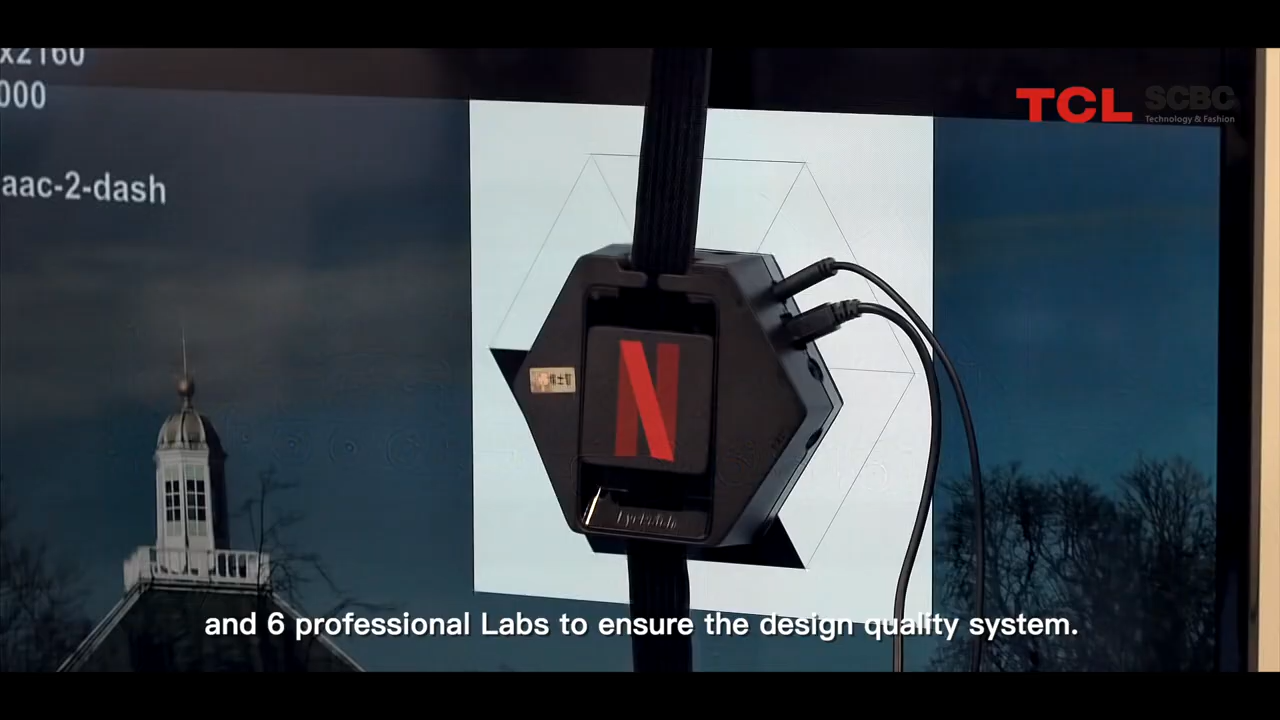 x2160
000
aac-2-dash
TCL SCBC
Technology & Fashion
N
and 6 professional Labs to ensure the design quality system.